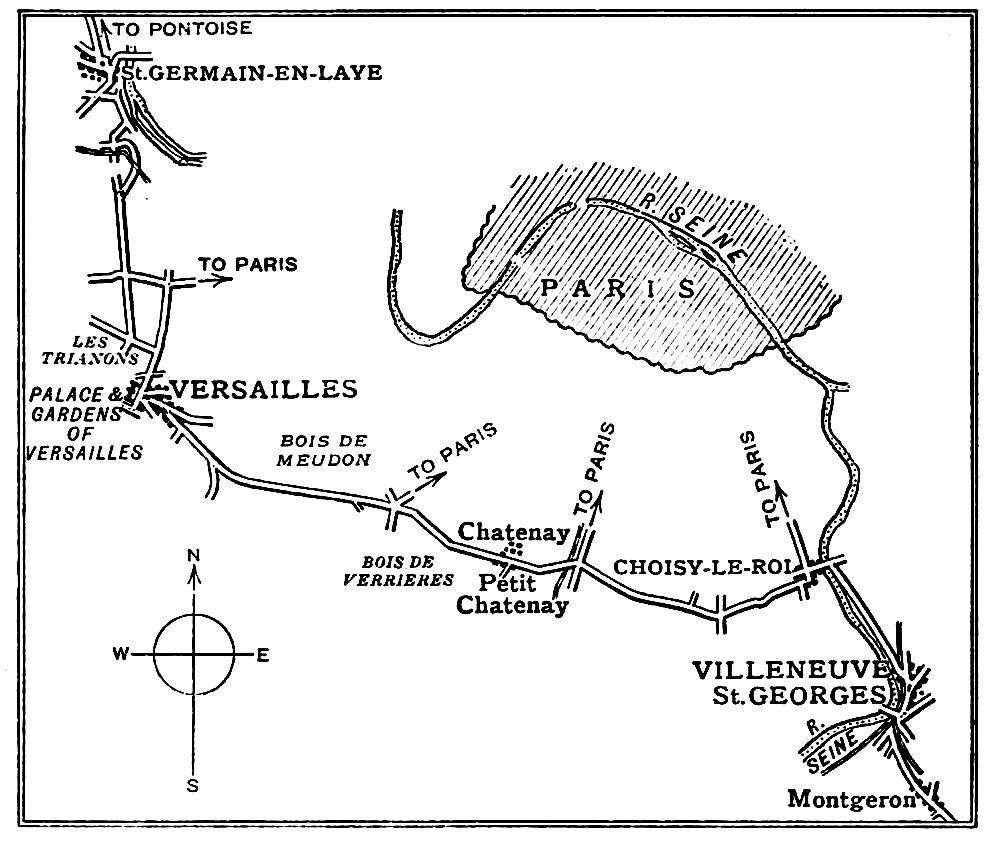 TO PONTOISE
St. GERMAIN-EN-LAYE
R. SEINE
TO PARIS
PARIS
LES
TRIANONS
VERSAILLES
PALACE &
GARDENS
OF
VERSAILLES
BOIS DE
MEUDON
TO PARIS
TO PARIS
TO PARIS
Chatenay
BOIS DE
VERRIERES
Petit
Chatenay
CHOISY-LE-ROI
N
W E
S
VILLENEUVE
St. GEORGES
R.
SEINE
Montgeron